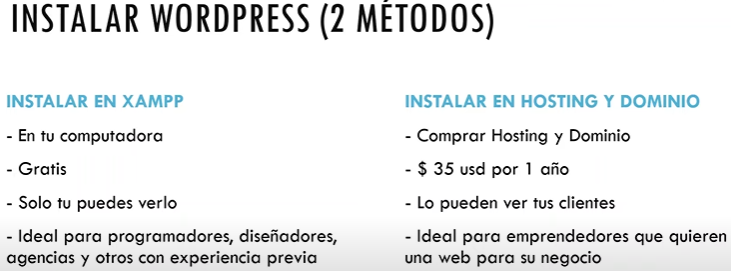 INSTALAR WORDPRESS (2 MÉTODOS)
INSTALAR EN XAMPP
- En tu computadora
- Gratis
- Solo tu puedes verlo
- Ideal para programadores, diseñadores,
agencias y otros con experiencia previa
INSTALAR EN HOSTING Y DOMINIO
- Comprar Hosting y Dominio
- $ 35 usd por 1 año
- Lo pueden ver tus clientes
- Ideal para emprendedores que quieren
una web para su negocio